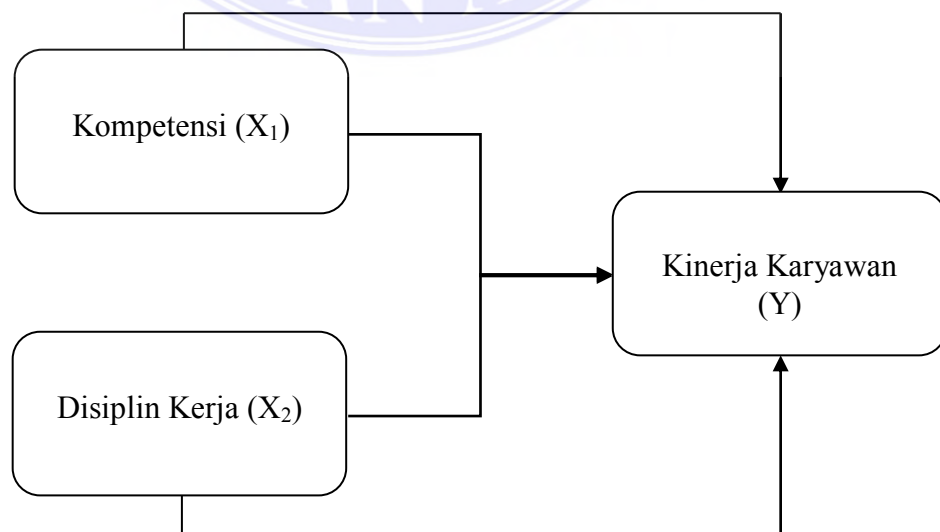 Kompetensi (X₁)
Kinerja Karyawan
(Y)
Disiplin Kerja (X₂)